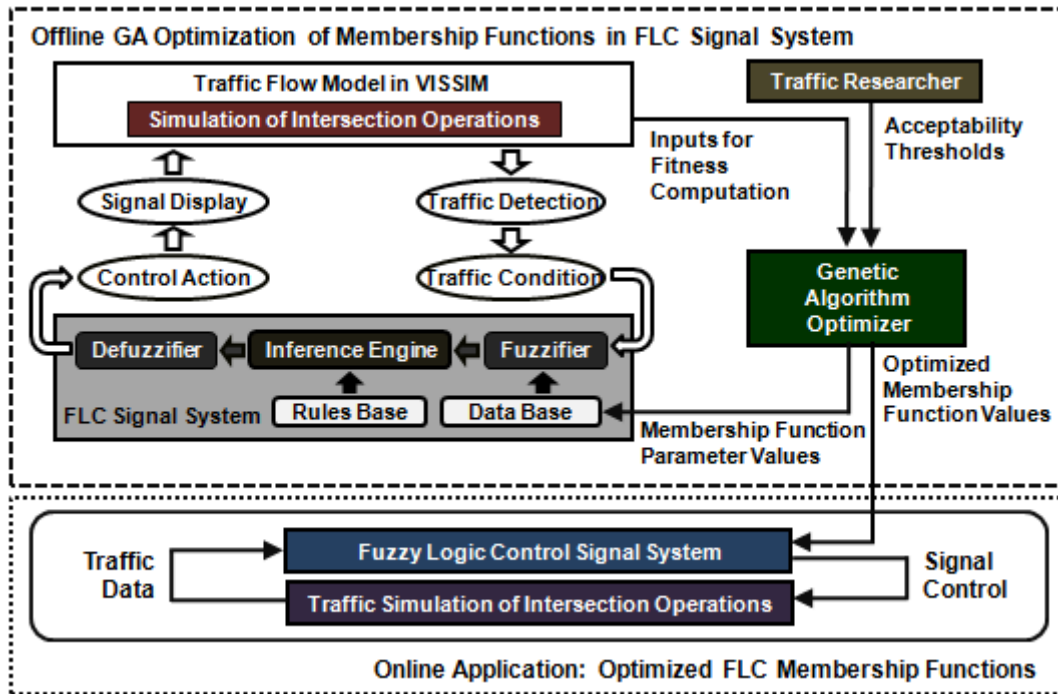 Offline GA Optimization of Membership Functions in FLC Signal System
Traffic Flow Model in VISSIM
Simulation of Intersection Operations
Traffic Researcher
Inputs for
Fitness
Computation
Acceptability
Thresholds
Signal Display
Traffic Detection
Control Action
Traffic Condition
Genetic
Algorithm
Optimizer
Defuzzifier
Inference Engine
Fuzzifier
FLC Signal System
Rules Base
Data Base
Optimized
Membership
Function Values
Membership Function
Parameter Values
Traffic
Data
Fuzzy Logic Control Signal System
Traffic Simulation of Intersection Operations
Signal
Control
Online Application: Optimized FLC Membership Functions